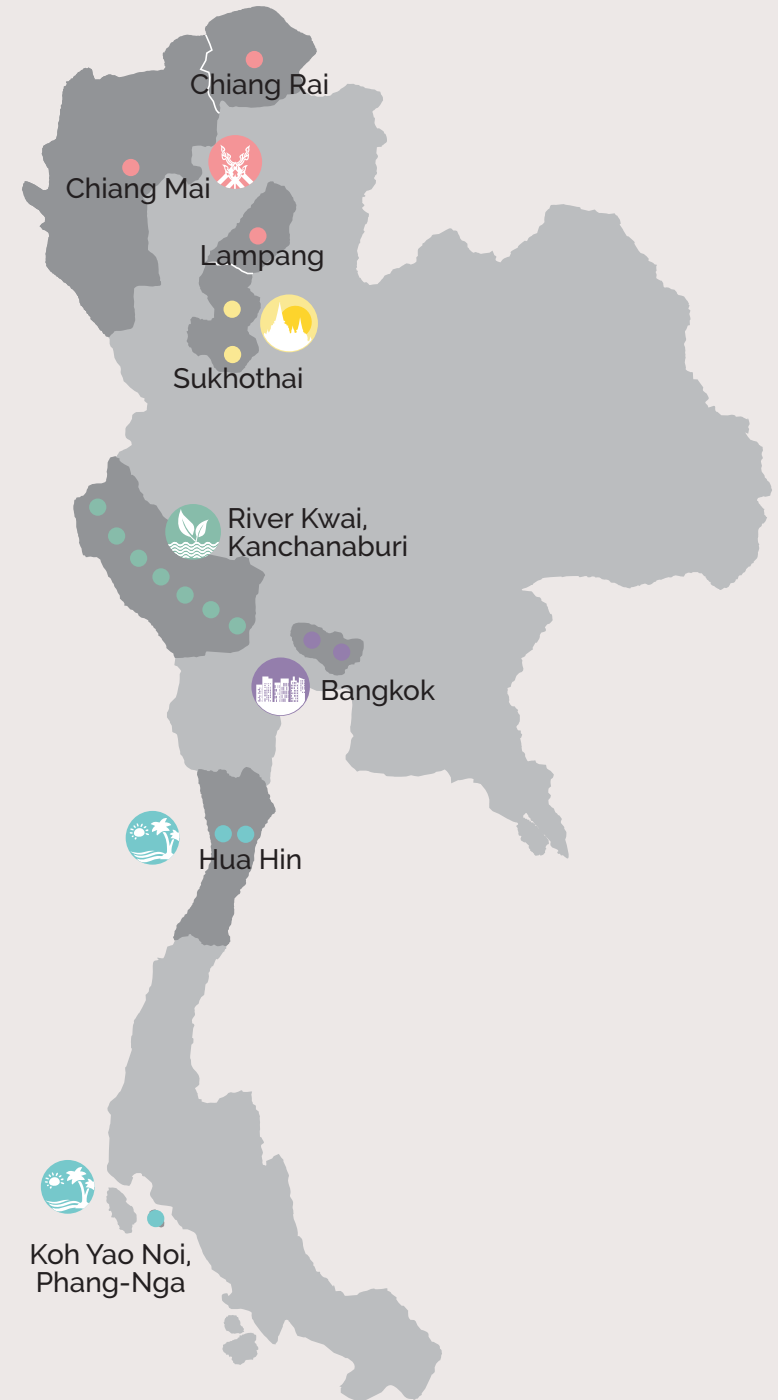 Chiang Rai
Chiang Mai
Lampang
Sukhothai
River Kwai,
Kanchanaburi
Bangkok
Hua Hin
Koh Yao Noi,
Phang-Nga